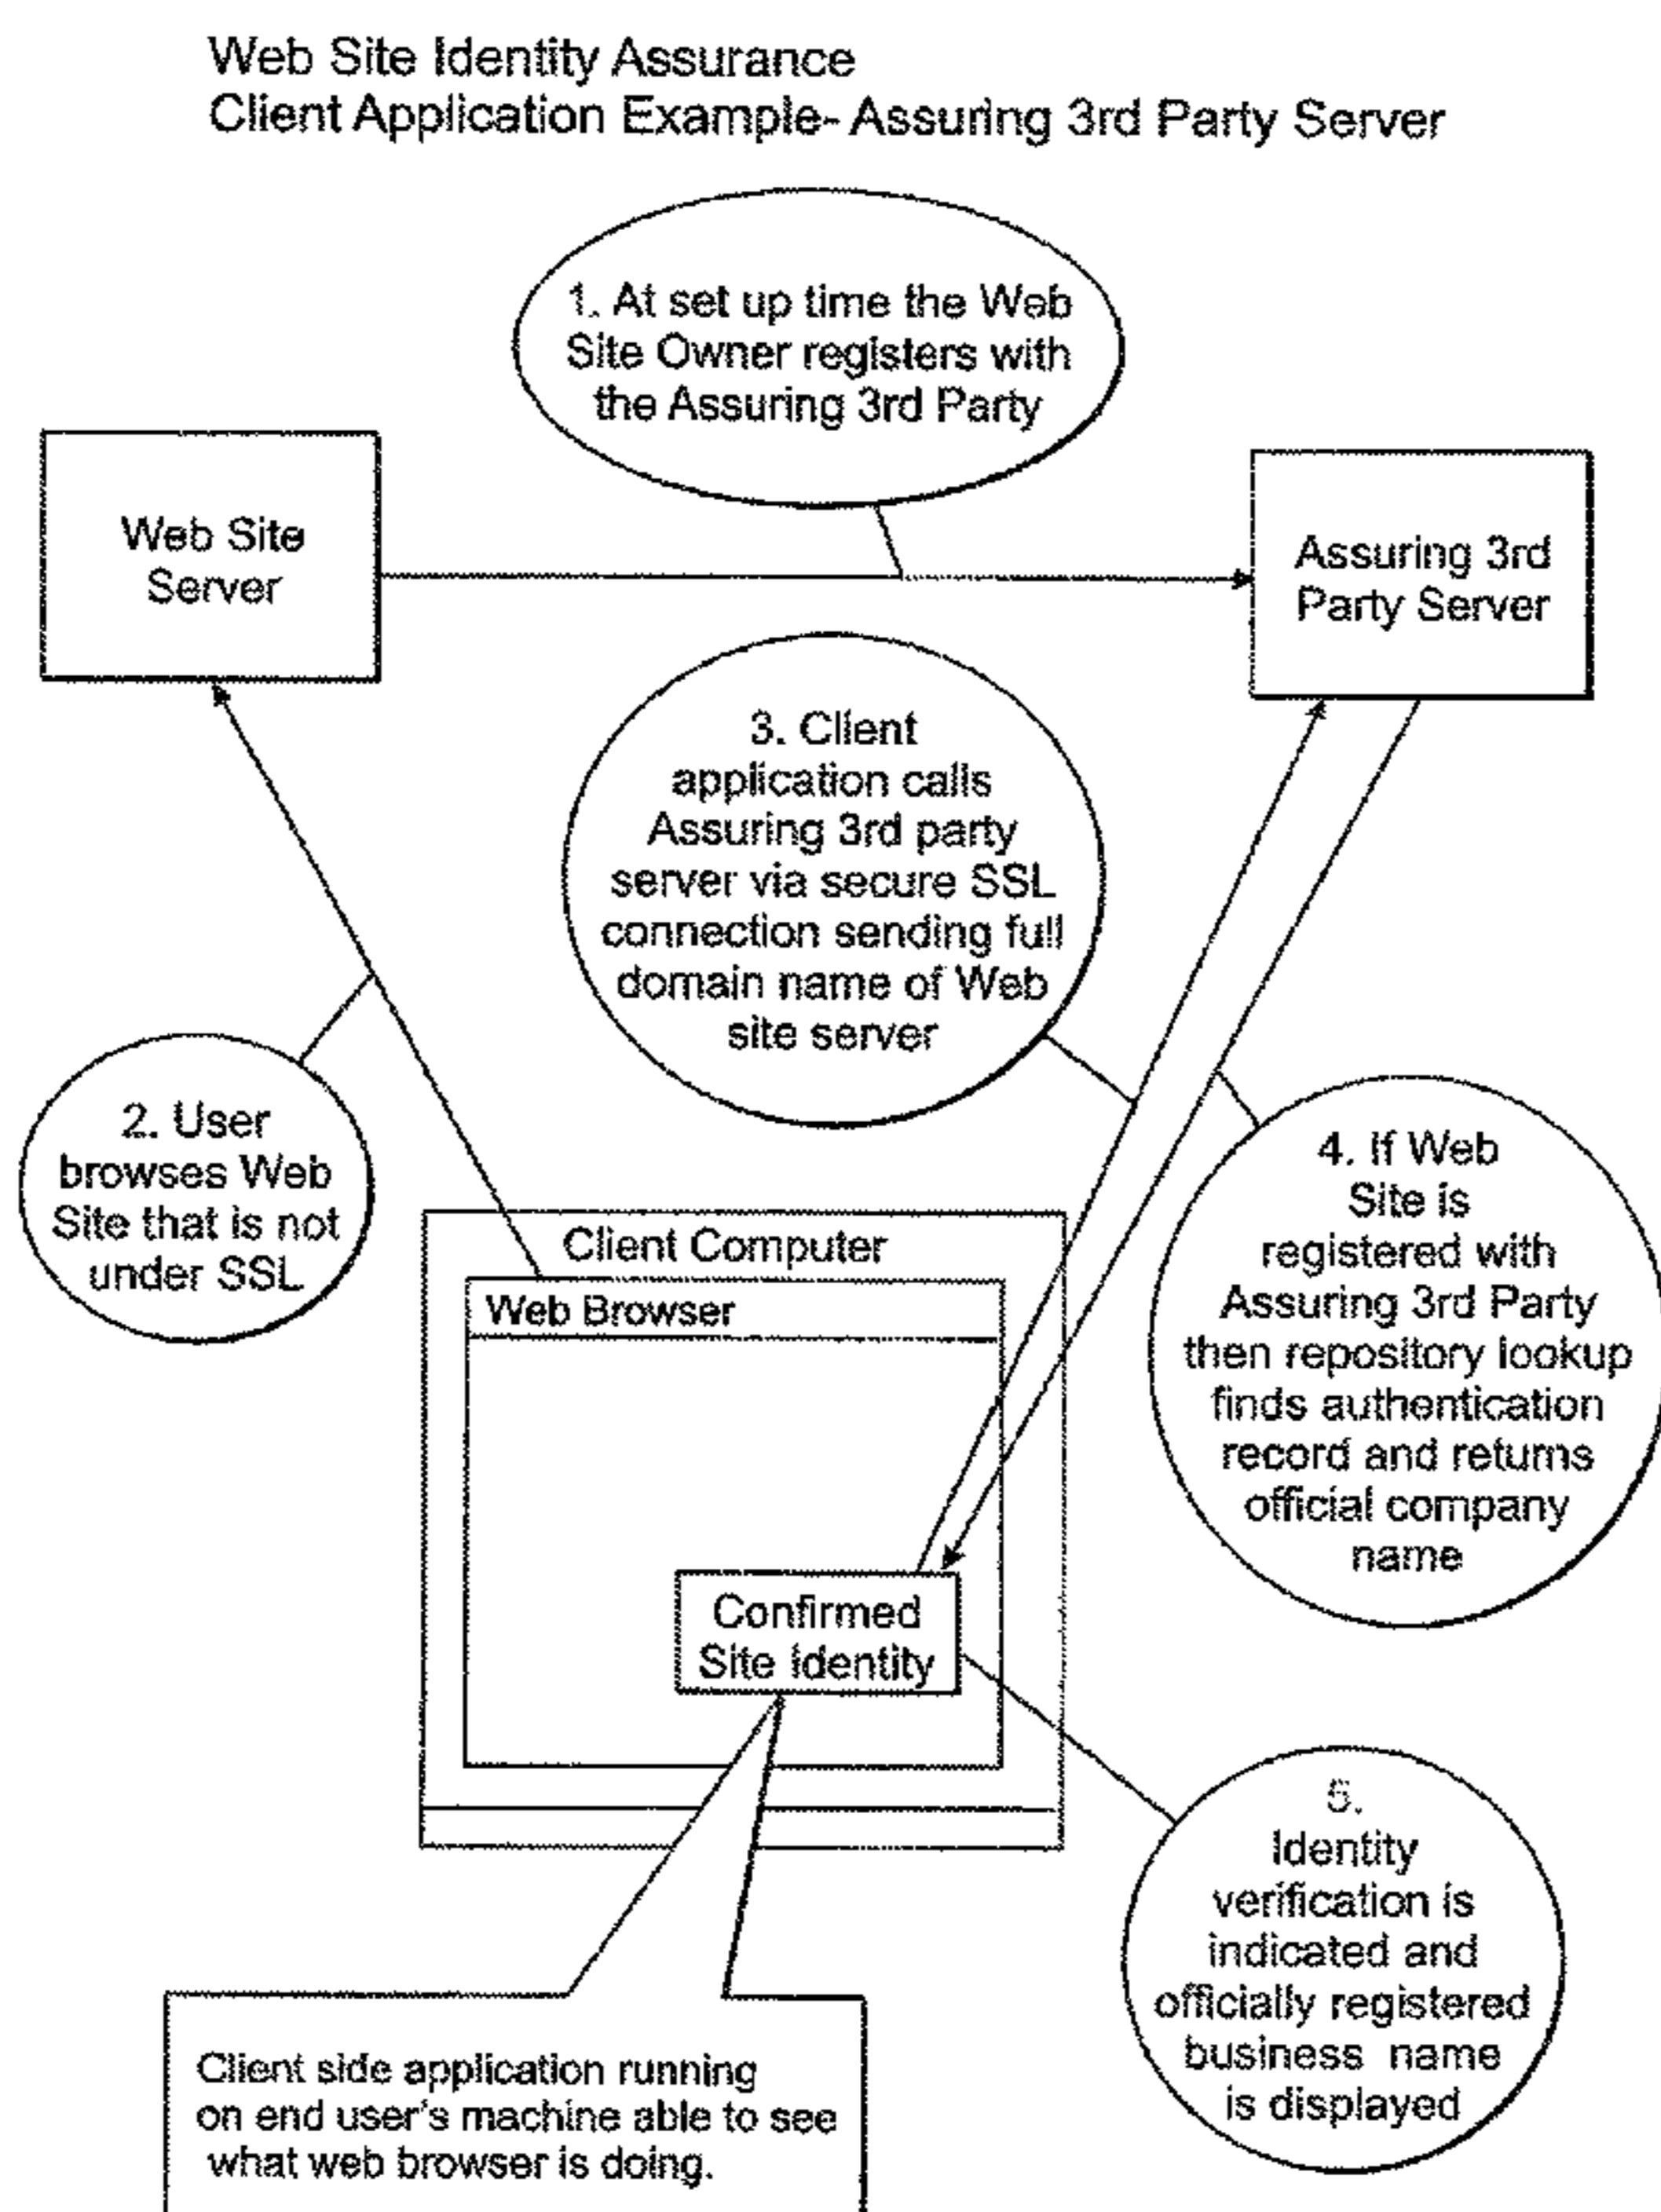 Web Site Identity Assurance
Client Application Example- Assuring 3rd Party Server
1. At set up time the Web
Site Owner registers with
the Assuring 3rd Party
Web Site
Server
Assuring 3rd
Party Server
3. Client
application calls
Assuring 3rd party
server via secure SSL
connection sending full
domain name of Web
site server
2. User
browses Web
Site that is not
under SSL
4. If Web
Site is
registered with
Assuring 3rd Party
then repository lookup
finds authentication
record and returns
official company
name
Client Computer
Web Browser
Confirmed
Site Identity
5.
Identity
verification is
indicated and
officially registered
business name
is displayed
Client side application running
on end user's machine able to see
what web browser is doing.